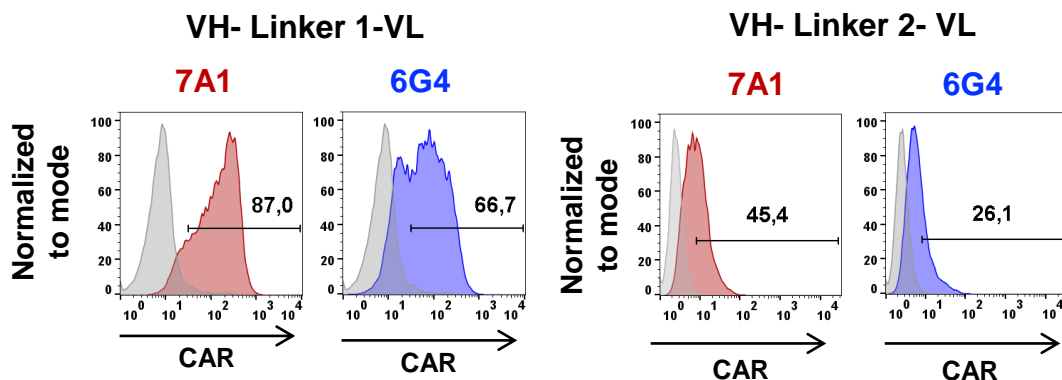 VH- Linker 1-VL
VH- Linker 2- VL
7A1
6G4
7A1
6G4
Normalized
to mode
100
80
60
40
20
0
87,0
10⁰ 10¹ 10² 10³ 10⁴
CAR
100
80
60
40
20
0
66,7
10⁰ 10¹ 10² 10³ 10⁴
CAR
Normalized
to mode
100
80
60
40
20
0
45,4
10⁰ 10¹ 10² 10³ 10⁴
CAR
100
80
60
40
20
0
26,1
10⁰ 10¹ 10² 10³ 10⁴
CAR